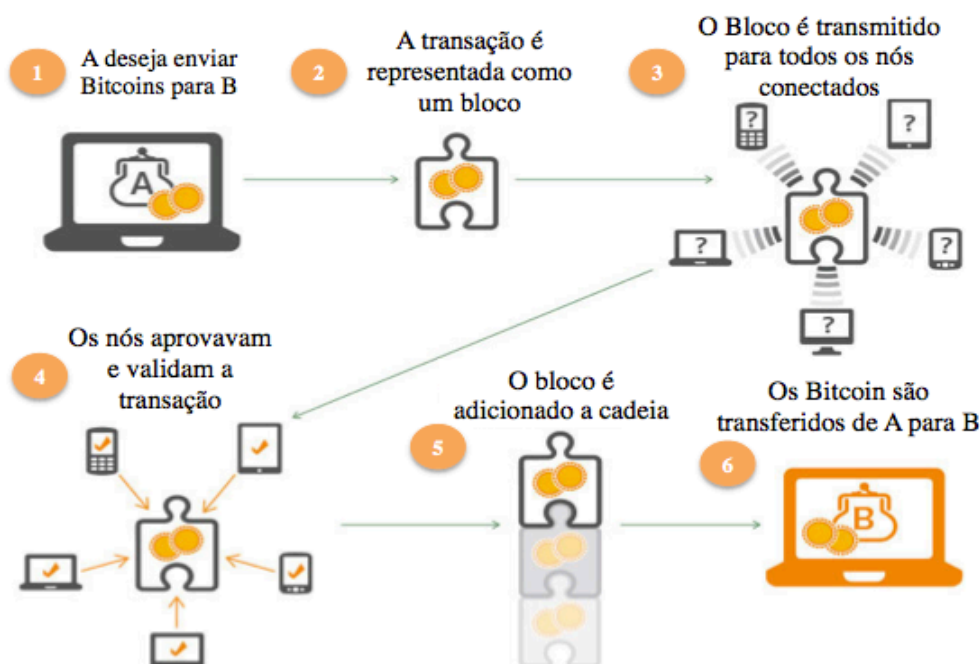 1
A deseja enviar
Bitcoins para B
A
2
A transação é
representada como
um bloco
3
O Bloco é transmitido
para todos os nós
conectados
?
?
?
?
?
4
Os nós aprovavam
e validam a
transação
5
O bloco é
adicionado a cadeia
6
Os Bitcoin são
transferidos de A para B
B